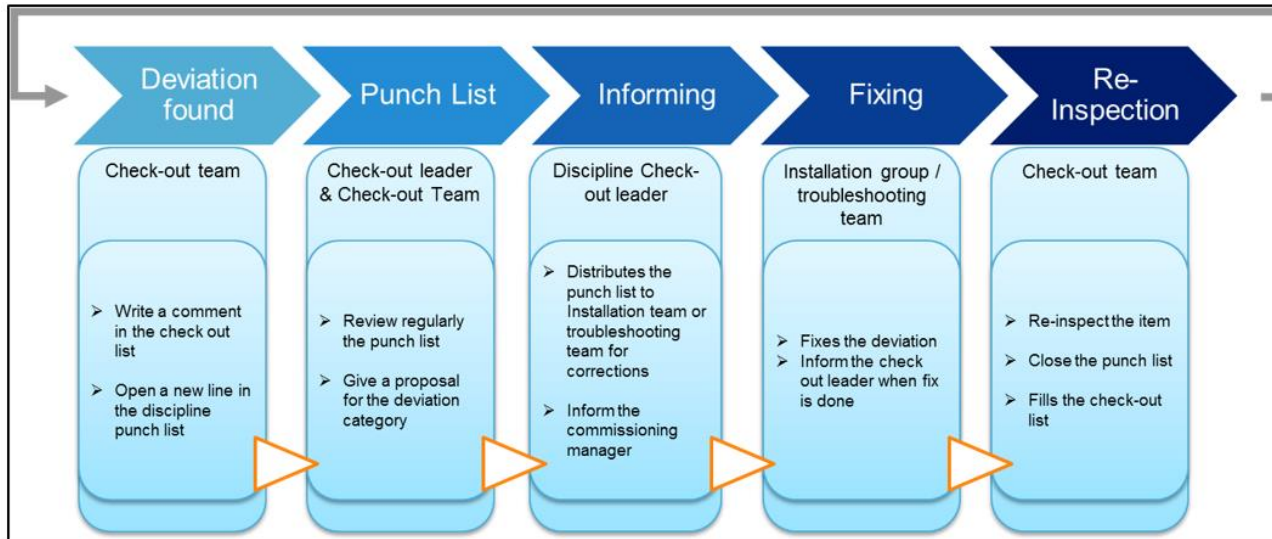 Deviation
found
Punch List
Informing
Fixing
Re-
Inspection
Check-out team
Check-out leader
& Check-out Team
Discipline Check-
out leader
Installation group /
troubleshooting
team
Check-out team
➢ Write a comment
in the check out
list
➢ Open a new line in
the discipline
punch list
➢ Review regularly
the punch list
➢ Give a proposal
for the deviation
category
➢ Distributes the
punch list to
Installation team or
troubleshooting
team for
corrections
➢ Inform the
commissioning
manager
➢ Fixes the deviation
➢ Inform the check
out leader when fix
is done
➢ Re-inspect the item
➢ Close the punch list
➢ Fills the check-out
list